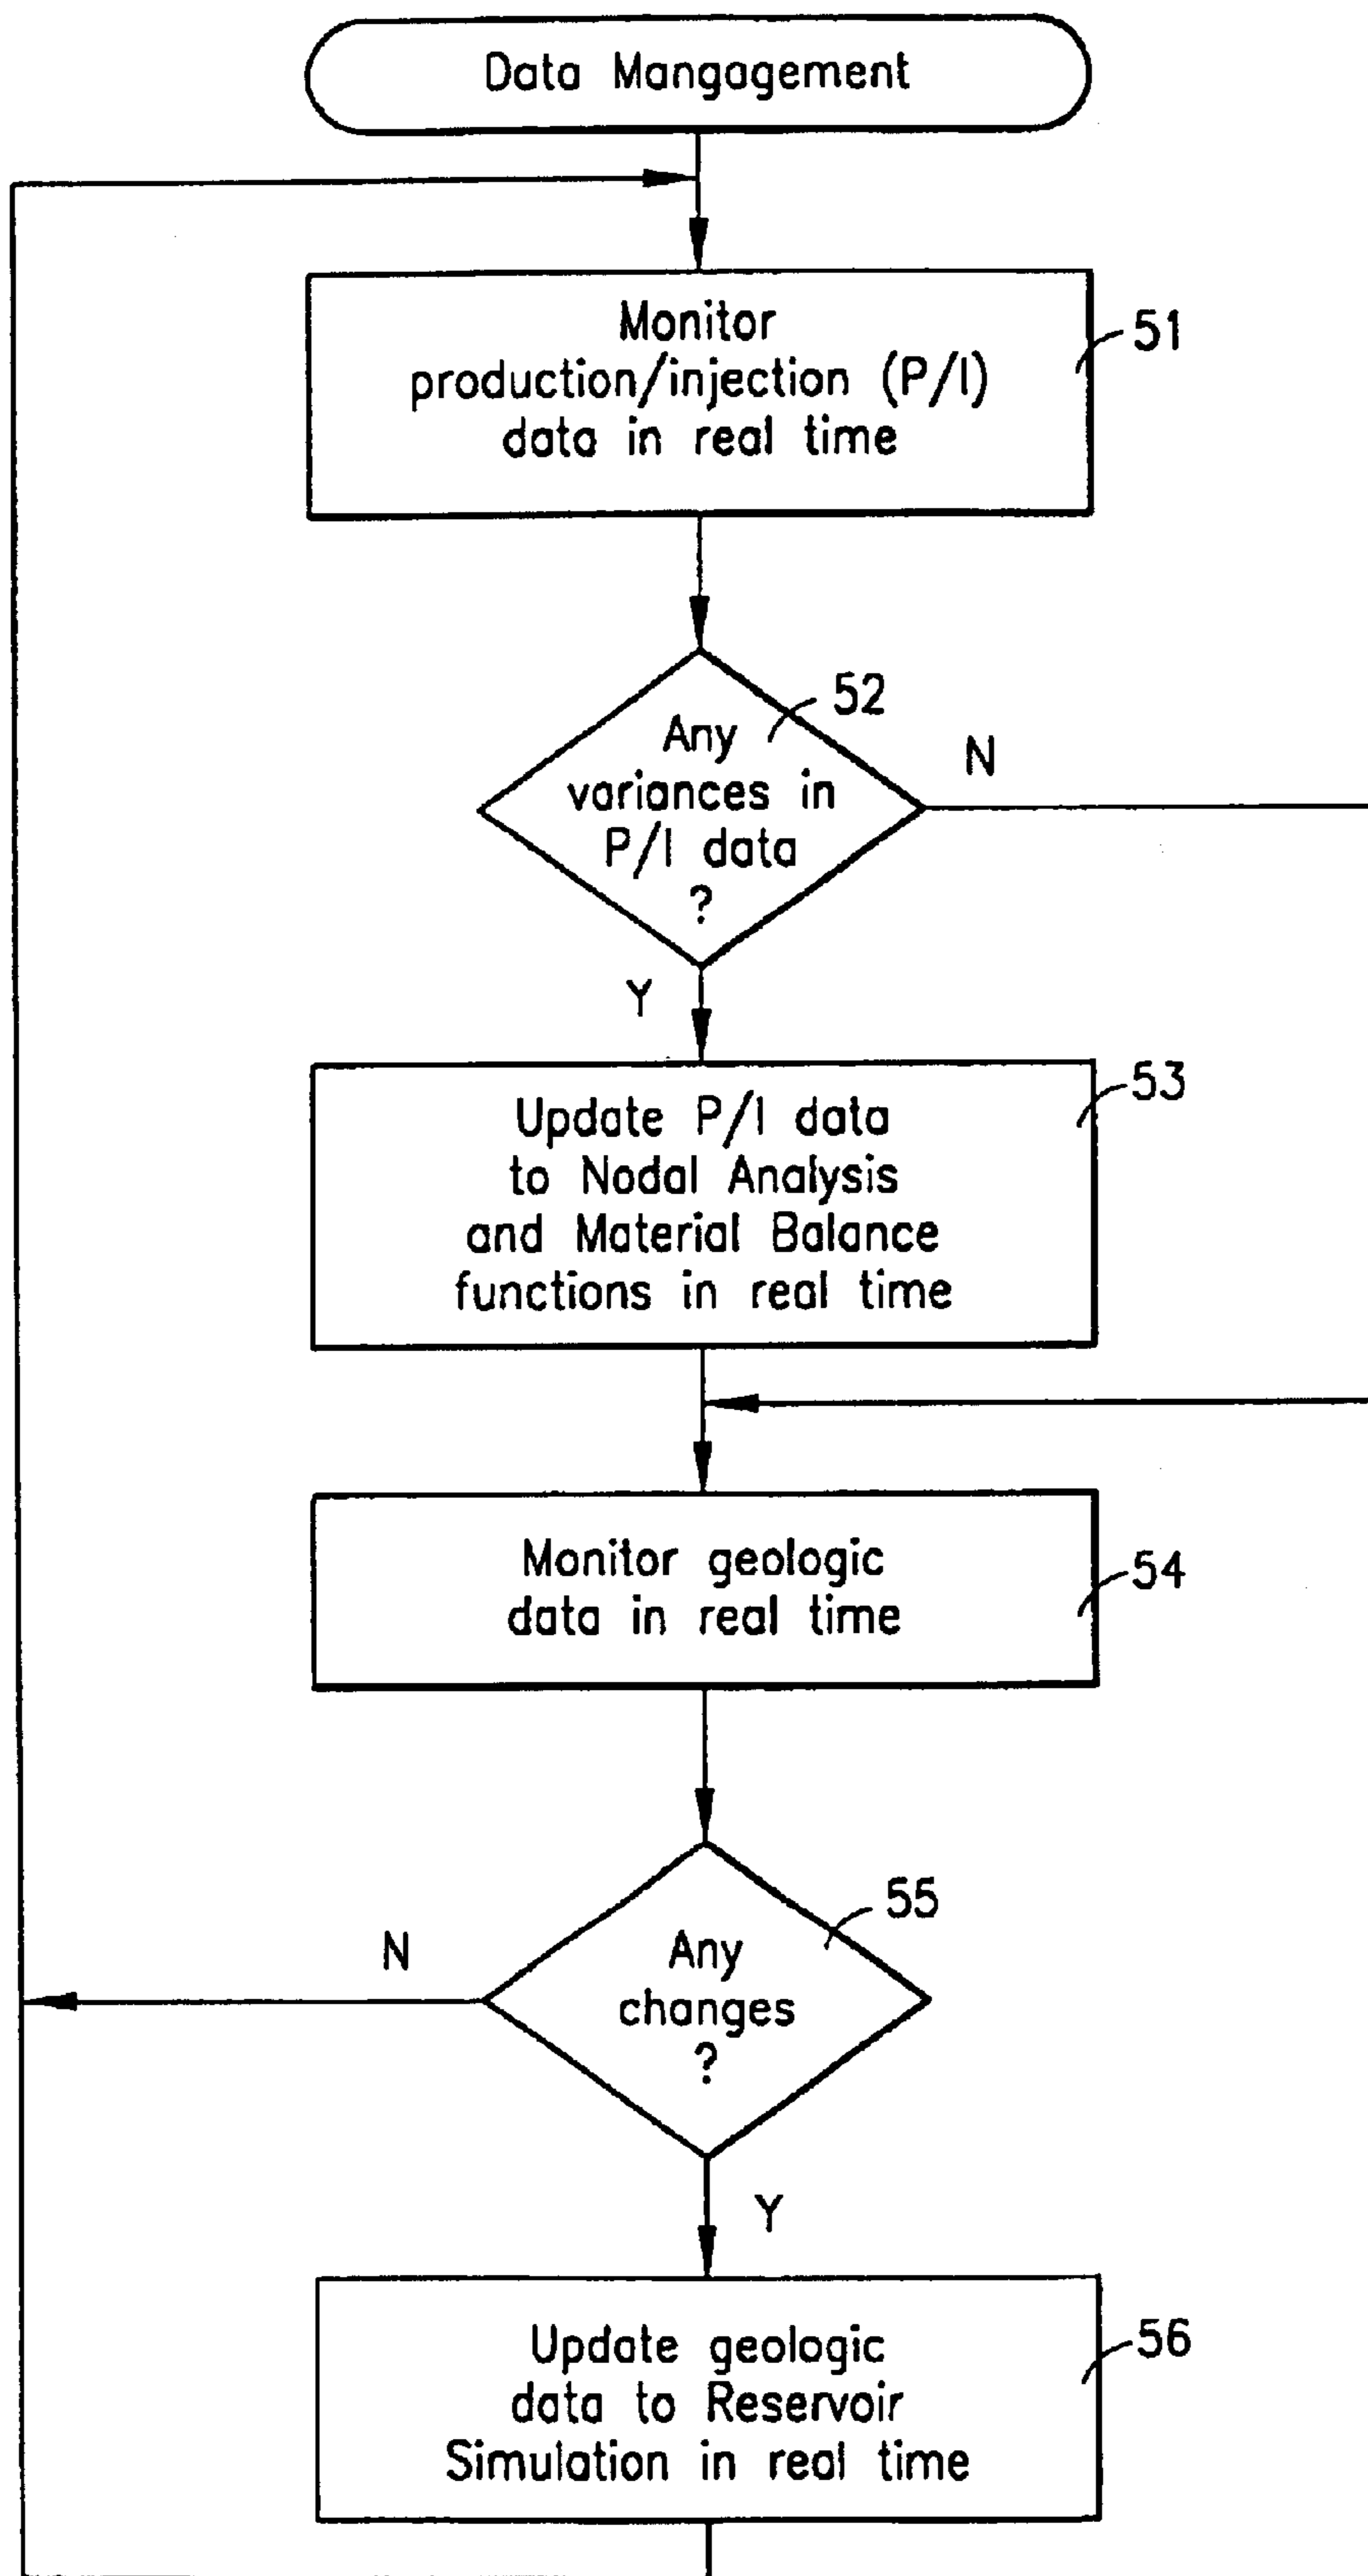 Data Mangagement
Monitor
production/injection (P/I)
data in real time
51
Any
variances in
P/I data
?
52
N
Y
Update P/I data
to Nodal Analysis
and Material Balance
functions in real time
53
Monitor geologic
data in real time
54
Any
changes
?
55
N
Y
Update geologic
data to Reservoir
Simulation in real time
56